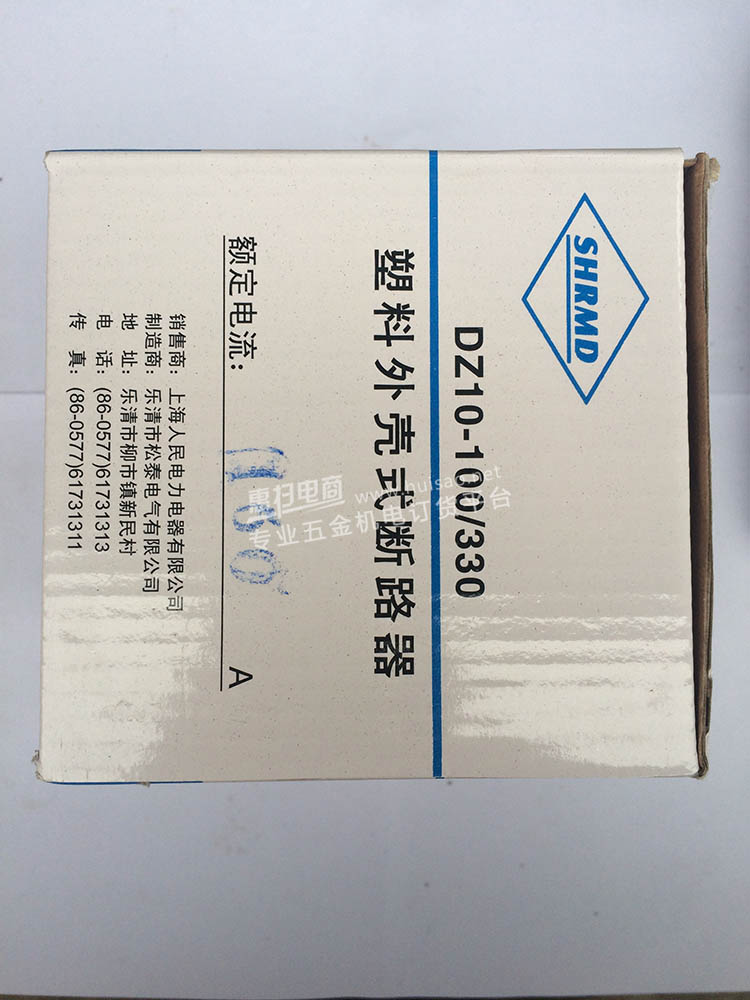 SHRMD
DZ10-100/330
塑料外壳式断路器
额定电流: 100 A
销售商: 上海人民电力电器有限公司
制造商: 乐清市松泰电气有限公司
地 址: 乐清市柳市镇新民村
电 话: (86-0577)61731313
传 真: (86-0577)61731311
惠扫电商 www.huisao.net
专业五金机电订货平台